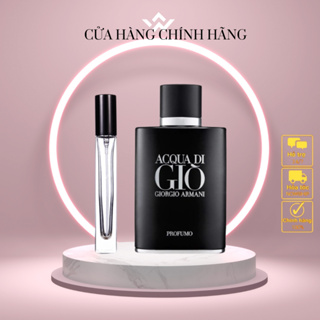 CỬA HÀNG CHÍNH HÃNG
ACQUA DI
GIÒ
GIORGIO ARMANI
PROFUMO